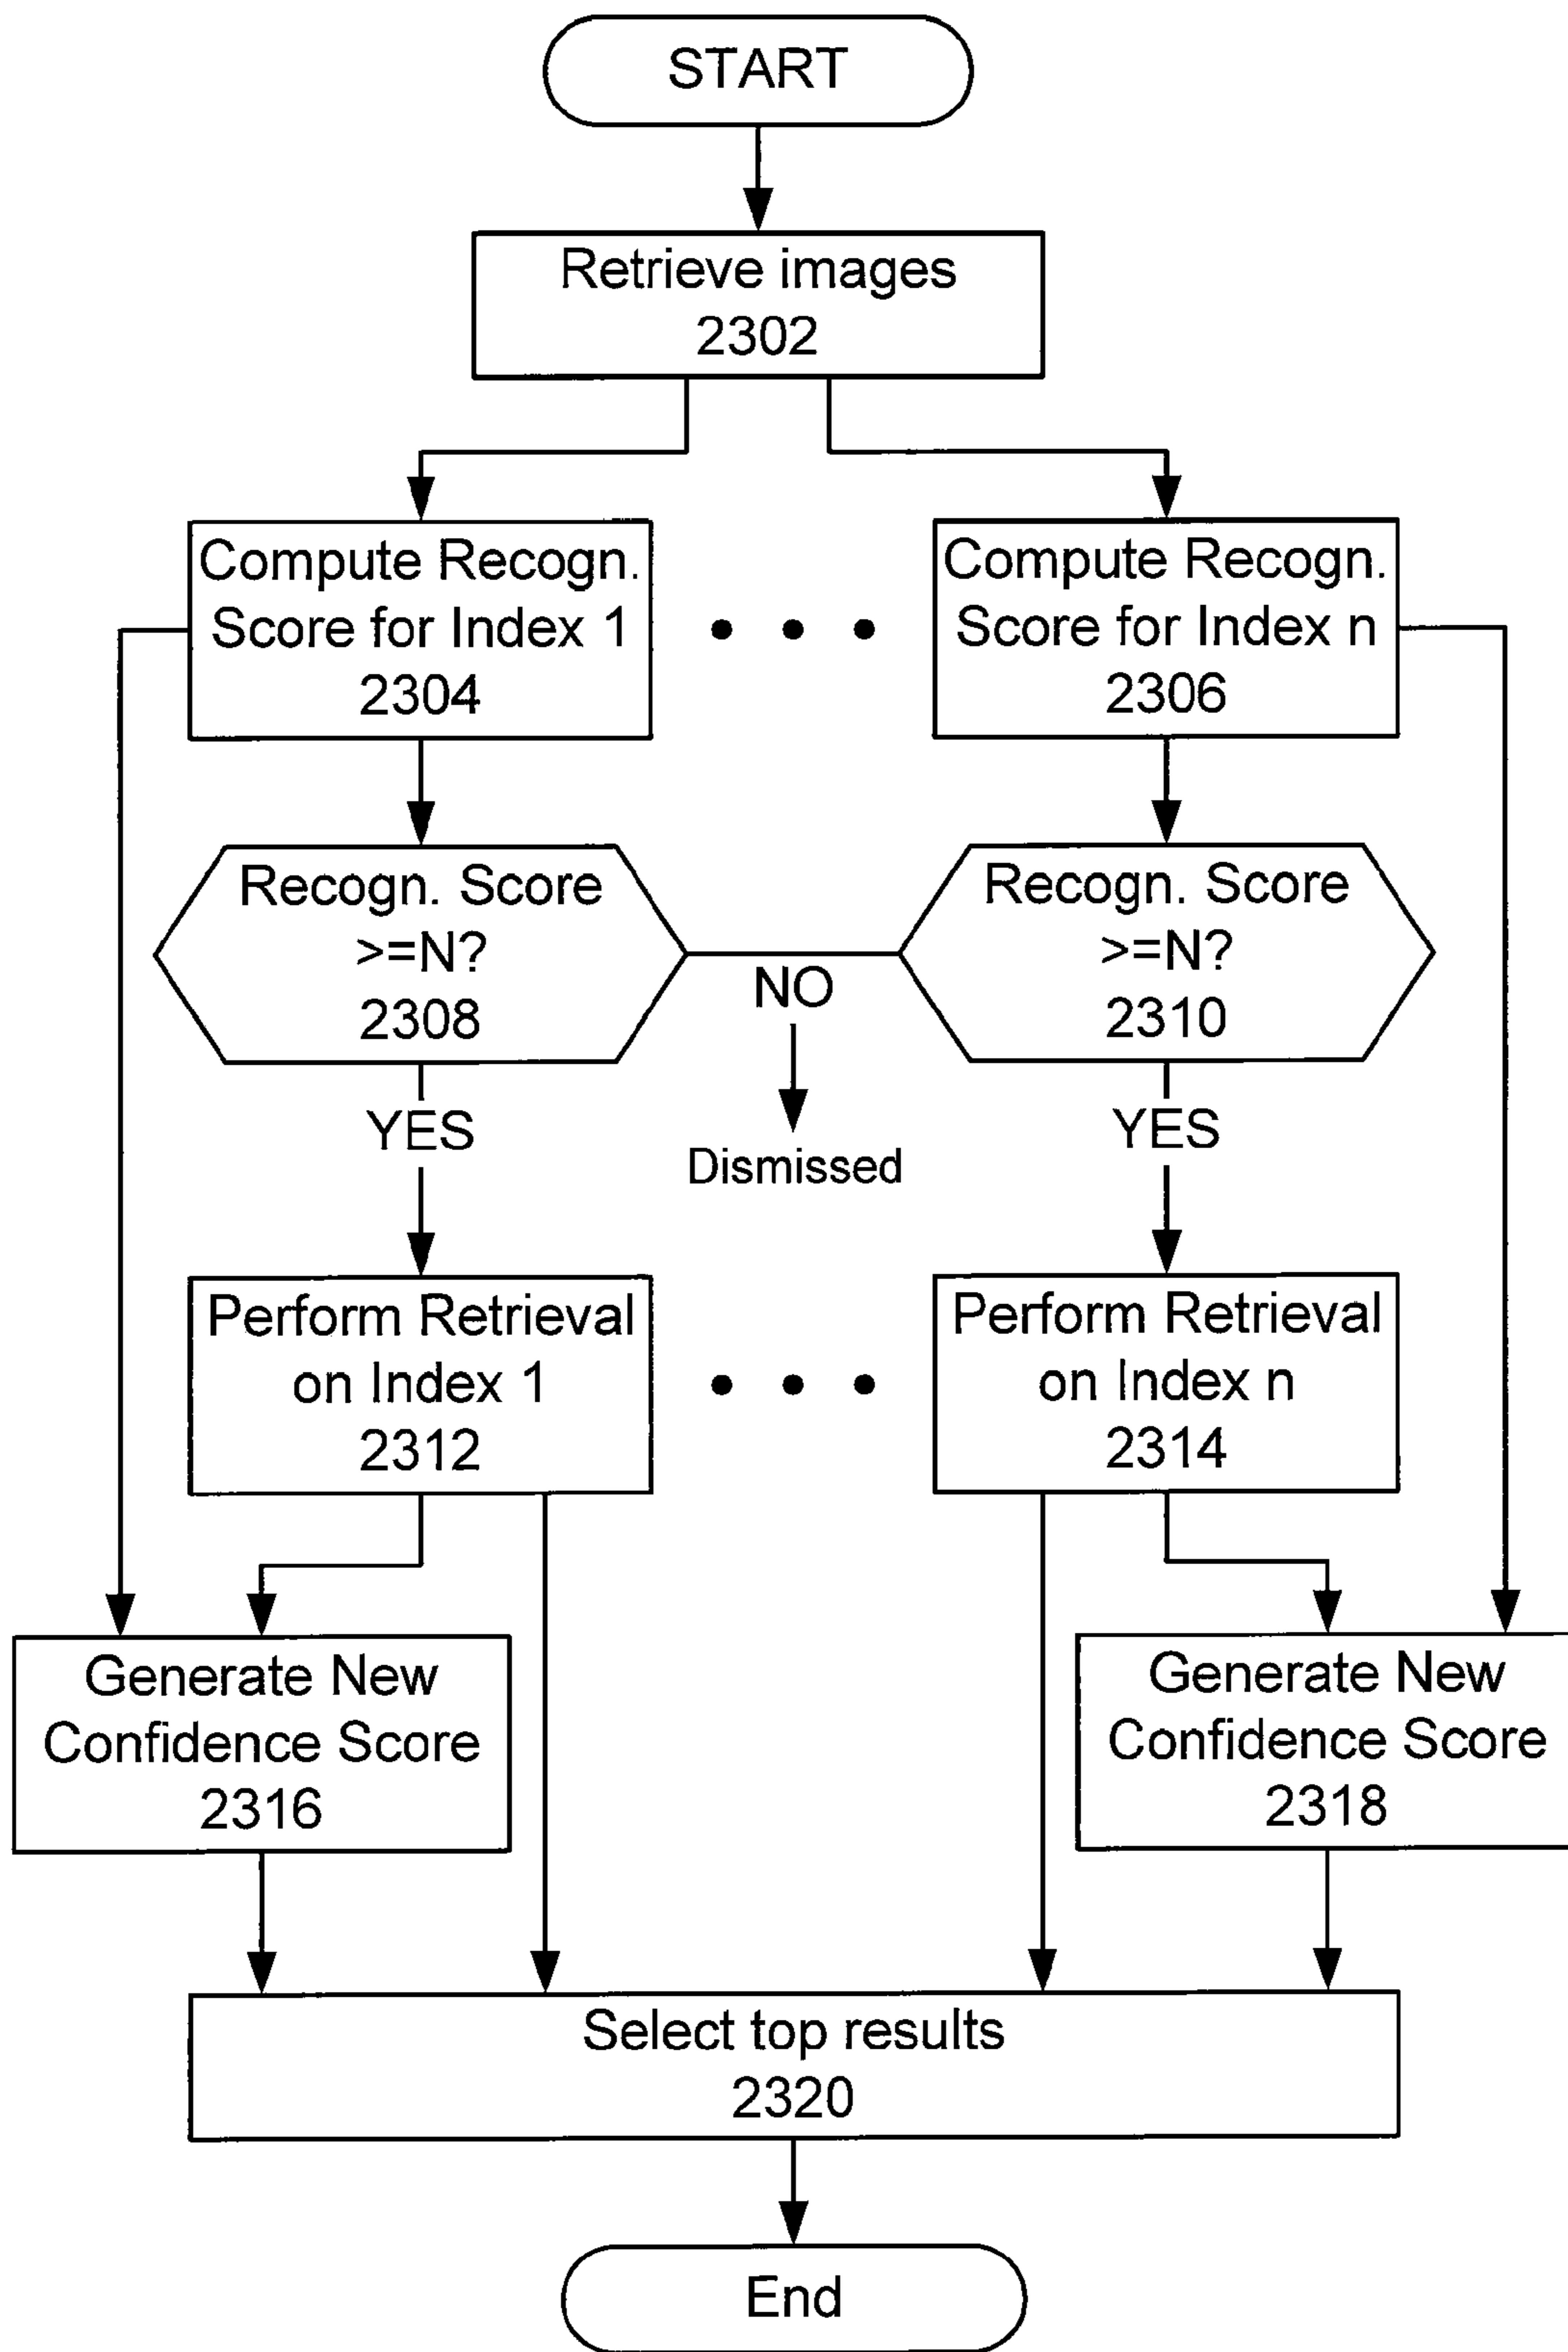 START
Retrieve images
2302
Compute Recogn.
Score for Index 1
2304
Compute Recogn.
Score for Index n
2306
Recogn. Score
>=N?
2308
NO
Recogn. Score
>=N?
2310
YES
Dismissed
YES
Perform Retrieval
on Index 1
2312
Perform Retrieval
on Index n
2314
Generate New
Confidence Score
2316
Generate New
Confidence Score
2318
Select top results
2320
End